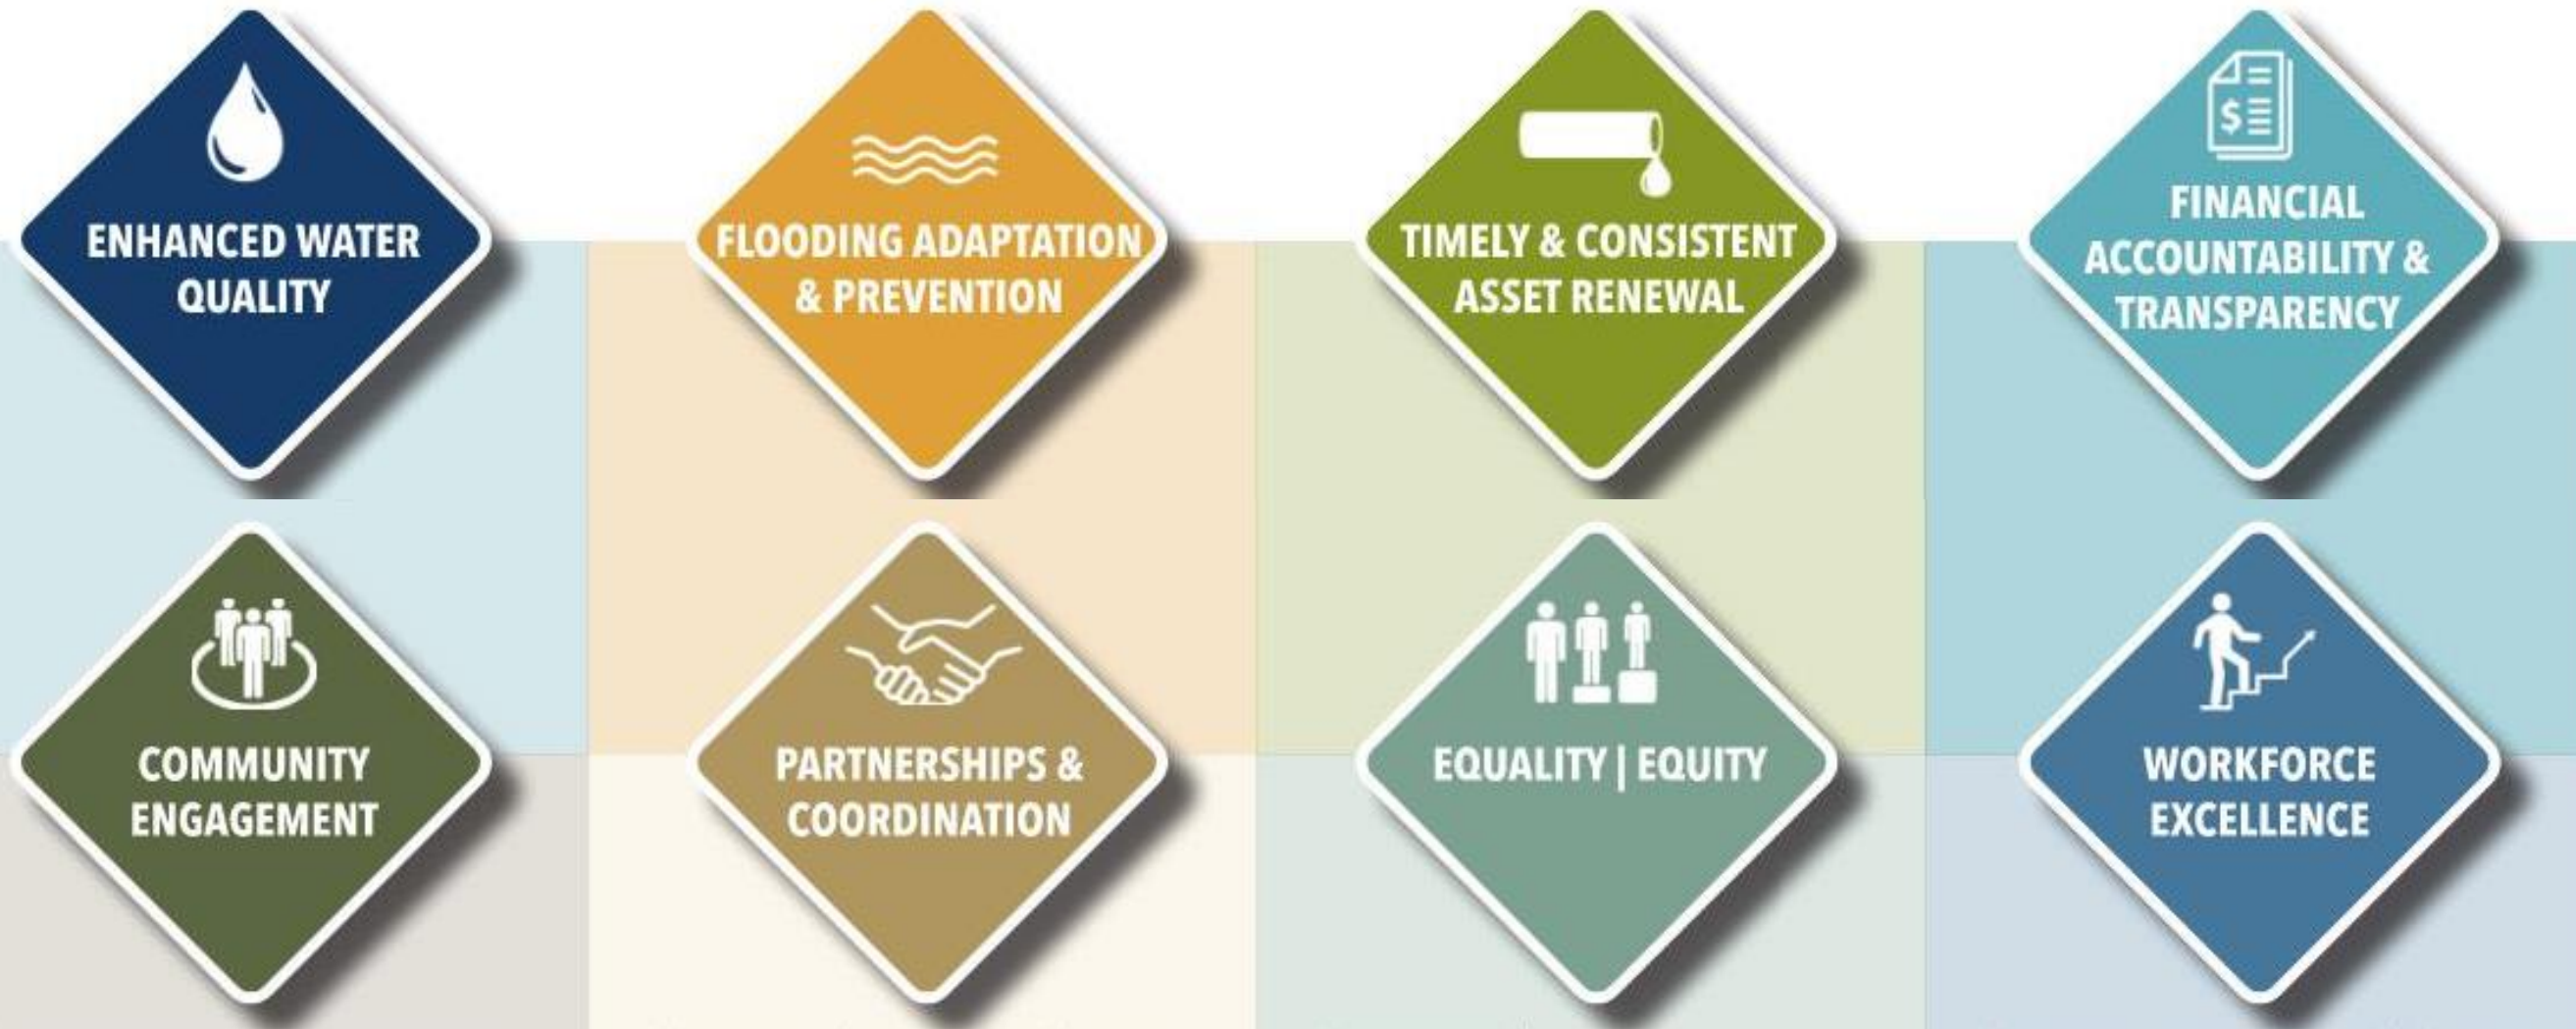 ENHANCED WATER
QUALITY
FLOODING ADAPTATION
& PREVENTION
TIMELY & CONSISTENT
ASSET RENEWAL
$
FINANCIAL
ACCOUNTABILITY &
TRANSPARENCY
COMMUNITY
ENGAGEMENT
PARTNERSHIPS &
COORDINATION
EQUALITY | EQUITY
WORKFORCE
EXCELLENCE